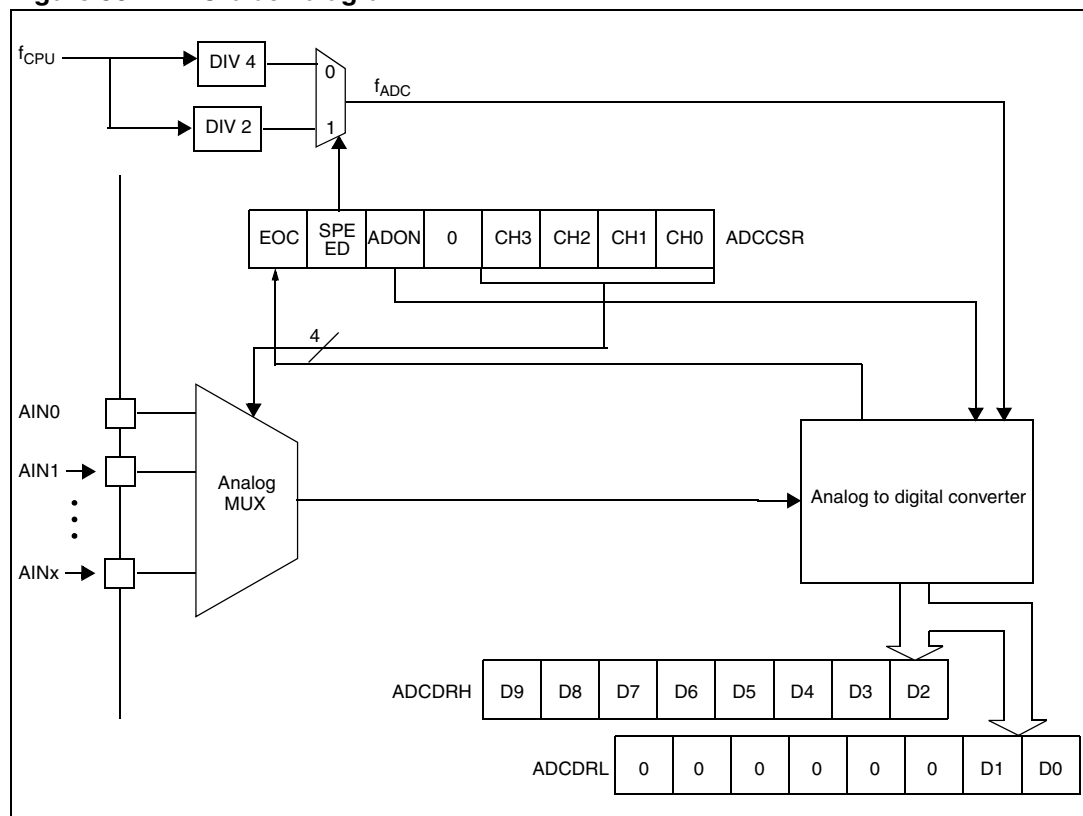 fCPU
DIV 4
0
fADC
DIV 2
1
EOC SPE ED ADON 0 CH3 CH2 CH1 CH0 ADCCSR
4
AIN0
AIN1
Analog MUX
Analog to digital converter
AINx
ADCDRH D9 D8 D7 D6 D5 D4 D3 D2
ADCDRL 0 0 0 0 0 0 D1 D0